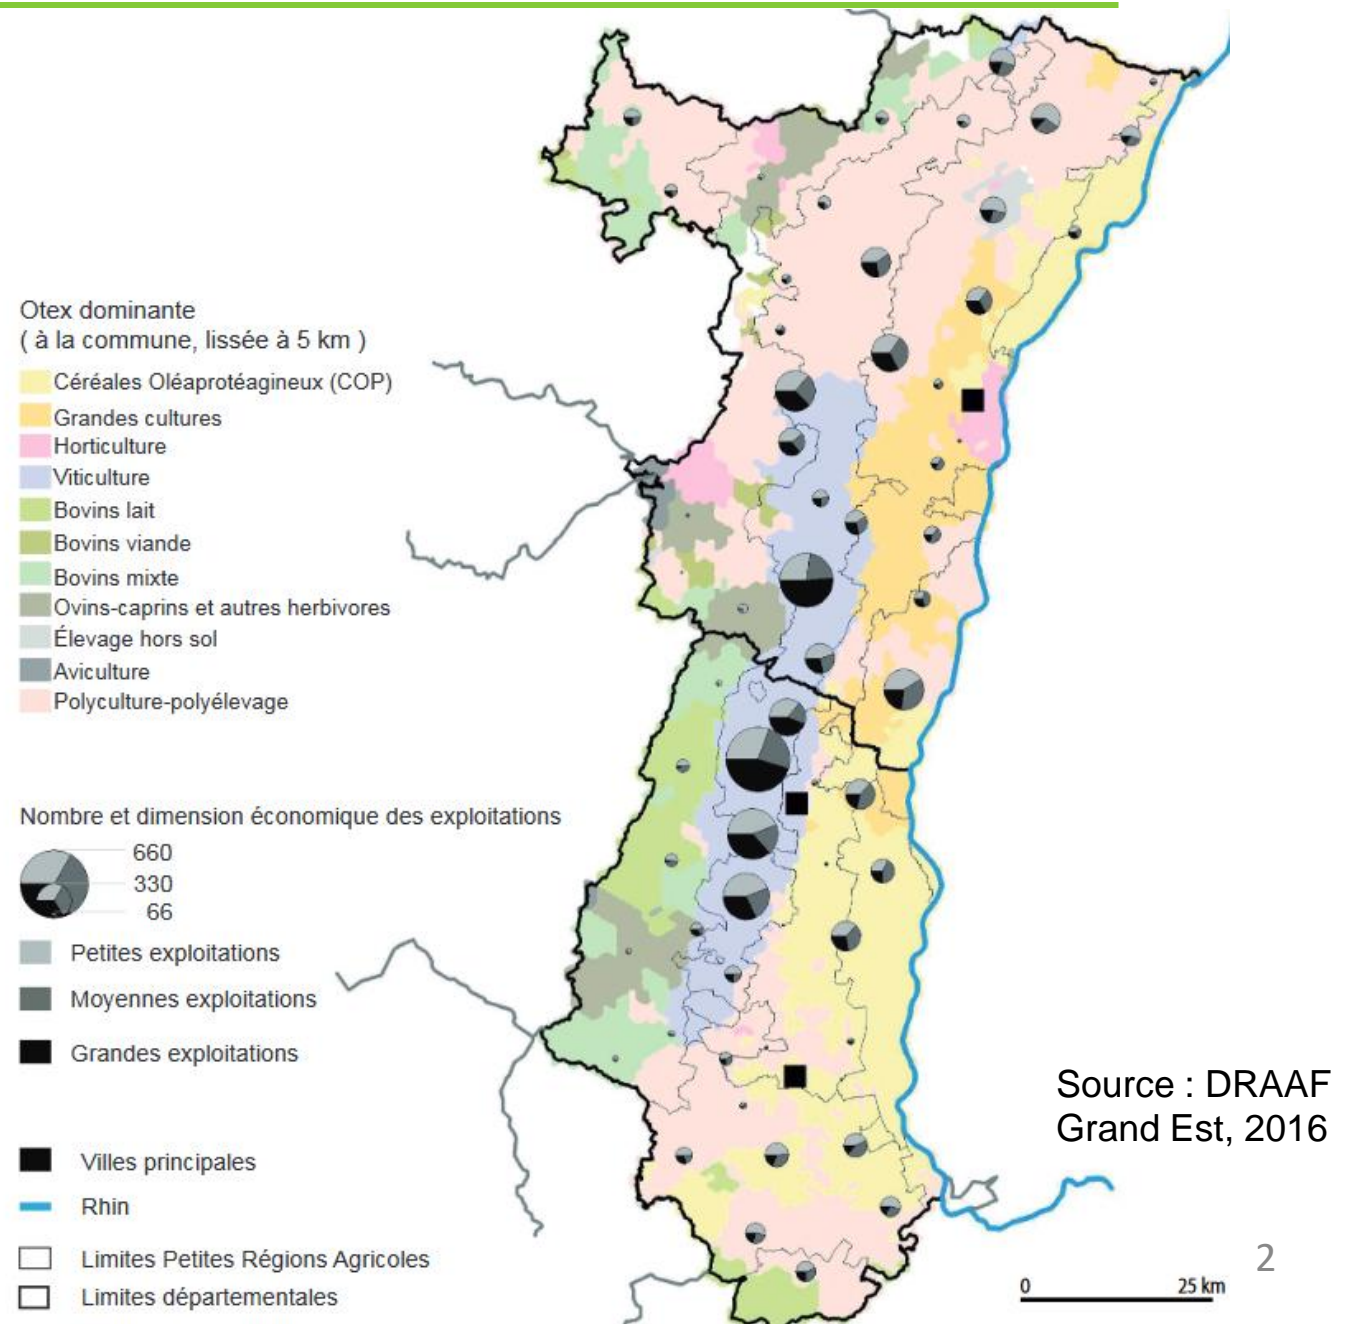 Otex dominante
( à la commune, lissée à 5 km )
Céréales Oléaprotéagineux (COP)
Grandes cultures
Horticulture
Viticulture
Bovins lait
Bovins viande
Bovins mixte
Ovins-caprins et autres herbivores
Élevage hors sol
Aviculture
Polyculture-polyélevage
Nombre et dimension économique des exploitations
660
330
66
Petites exploitations
Moyennes exploitations
Grandes exploitations
Villes principales
Rhin
Limites Petites Régions Agricoles
Limites départementales
Source : DRAAF
Grand Est, 2016
2
0 25 km